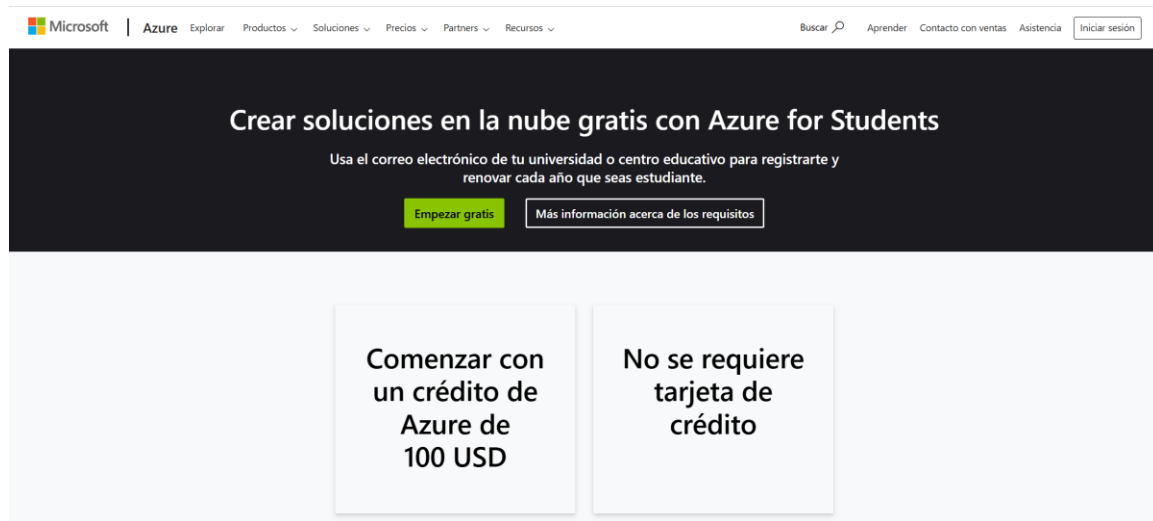 Microsoft Azure Explorar Productos Soluciones Precios Partners Recursos Buscar Aprender Contacto con ventas Asistencia Iniciar sesión
Crear soluciones en la nube gratis con Azure for Students
Usa el correo electrónico de tu universidad o centro educativo para registrarte y
renovar cada año que seas estudiante.
Empezar gratis Más información acerca de los requisitos
Comenzar con
un crédito de
Azure de
100 USD
No se requiere
tarjeta de
crédito